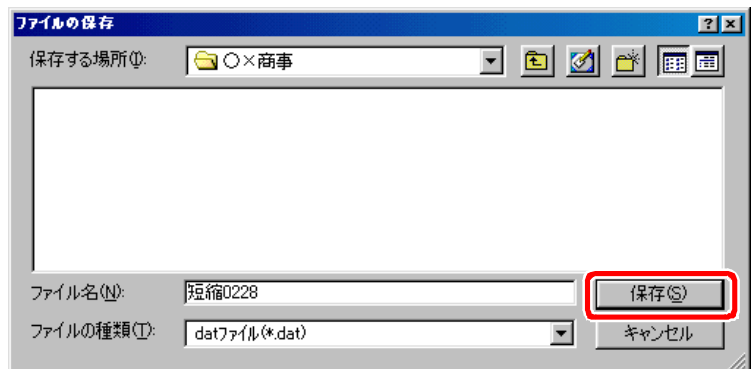 ファイルの保存
保存する場所(I): ○×商事
ファイル名(N): 短縮0228 保存(S)
ファイルの種類(T): datファイル(*.dat) キャンセル